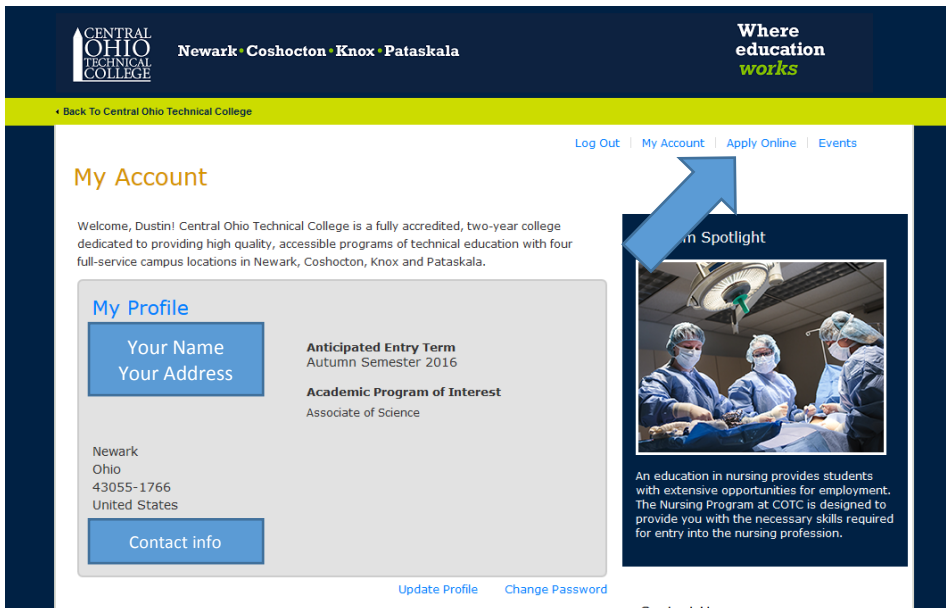 CENTRAL
OHIO
TECHNICAL
COLLEGE
Newark•Coshocton•Knox•Pataskala
Where
education
works
Back To Central Ohio Technical College
Log Out | My Account | Apply Online | Events
My Account
Welcome, Dustin! Central Ohio Technical College is a fully accredited, two-year college
dedicated to providing high quality, accessible programs of technical education with four
full-service campus locations in Newark, Coshocton, Knox and Pataskala.
My Profile
Your Name
Your Address
Anticipated Entry Term
Autumn Semester 2016
Academic Program of Interest
Associate of Science
Newark
Ohio
43055-1766
United States
Contact info
Update Profile Change Password
Spotlight
An education in nursing provides students
with extensive opportunities for employment.
The Nursing Program at COTC is designed to
provide you with the necessary skills required
for entry into the nursing profession.